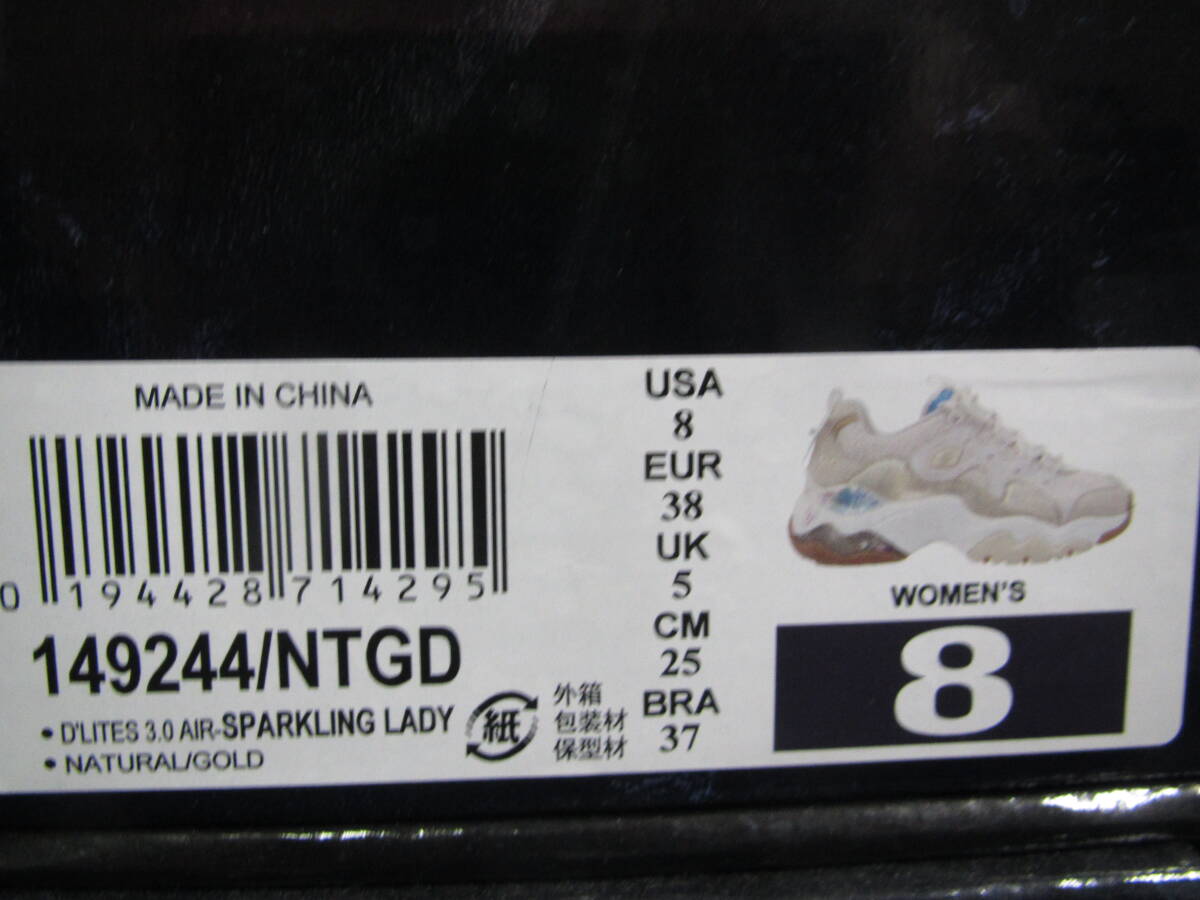 MADE IN CHINA
0 194428 714295
149244/NTGD
• D'LITES 3.0 AIR-SPARKLING LADY
• NATURAL/GOLD
紙
外箱
包装材
保型材
USA
8
EUR
38
UK
5
CM
25
BRA
37
WOMEN'S
8